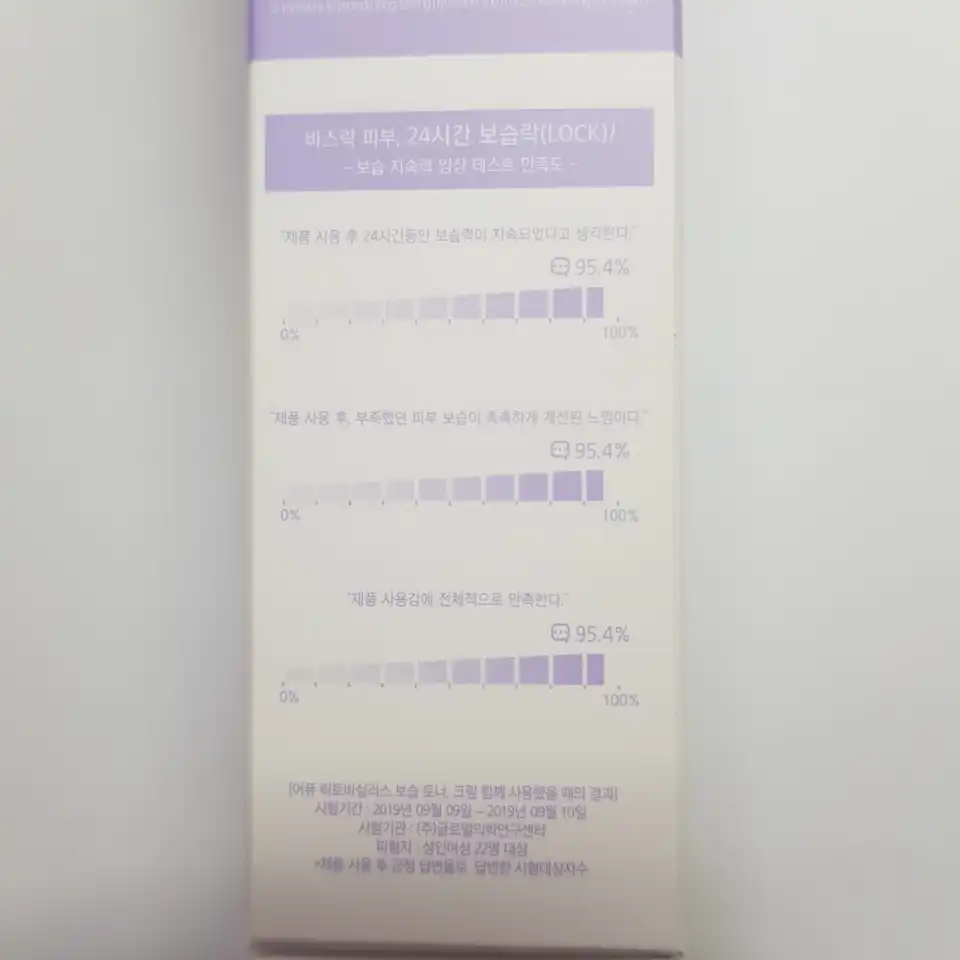 바스락 피부, 24시간 보습락(LOCK)!
– 보습 지속력 임상 테스트 만족도 –
"제품 사용 후 24시간동안 보습력이 지속되었다고 생각한다."
95.4%
0% 100%
"제품 사용 후, 부족했던 피부 보습이 촉촉하게 개선된 느낌이다."
95.4%
0% 100%
"제품 사용감에 전체적으로 만족한다."
95.4%
0% 100%
[어퓨 락토바실러스 보습 토너, 크림 함께 사용했을 때의 결과]
시험기간 : 2019년 09월 09일 – 2019년 09월 10일
시험기관 : (주)글로벌의학연구센터
피험자 : 성인여성 22명 대상
*제품 사용 후 긍정 답변율로 답변한 시험대상자수